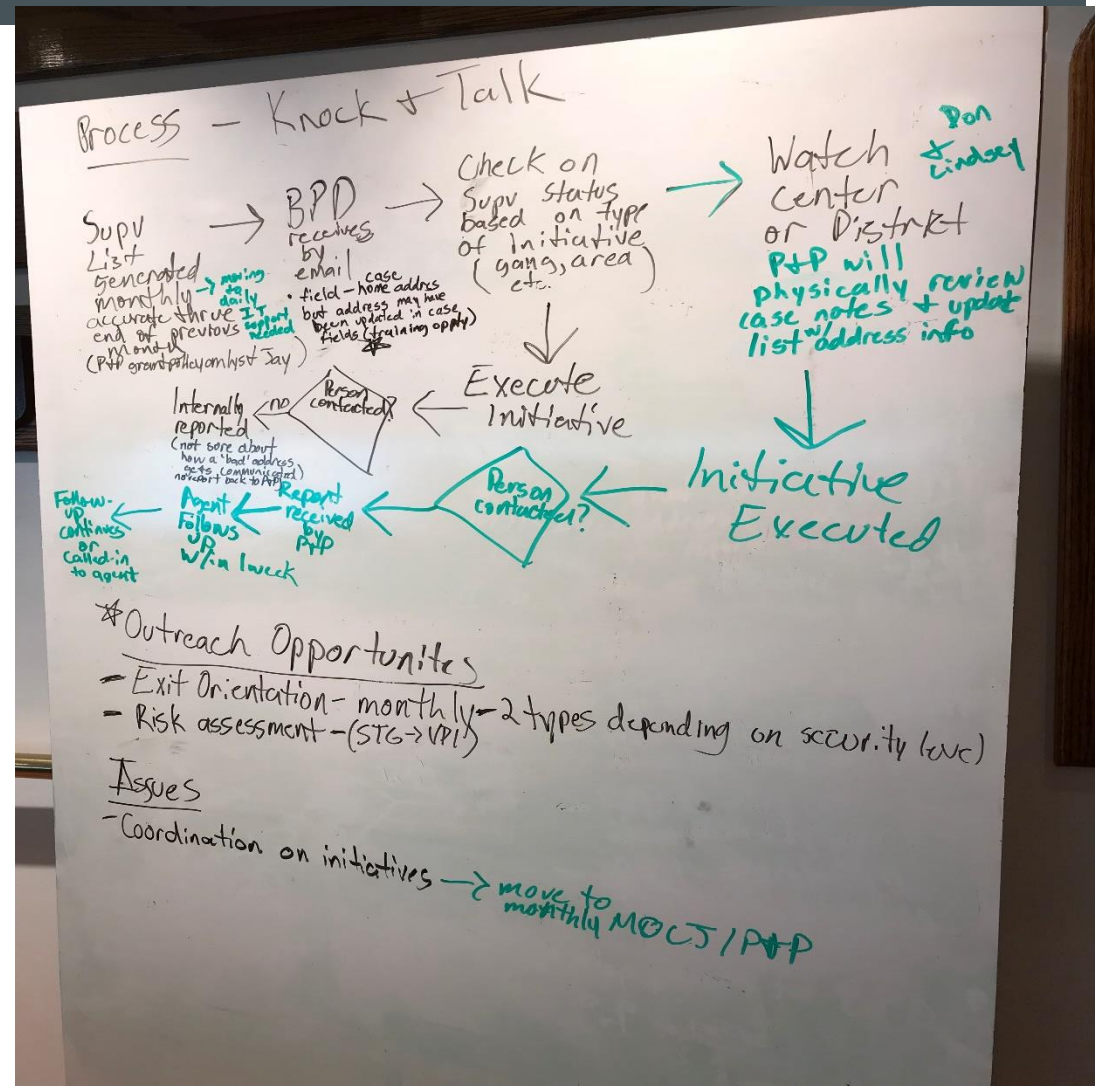 Process - Knock & Talk
Supv
List
generated
monthly → moving
to
daily
IT
support
needed
accurate thrue
end of previous
month
(P+P grant policy amlyst Jay)
BPD
receives
by
email
• case
field - home addres
but address may have
been updated in case
fields (training oppty)
Check on
Supv status
based on type
of initiative
(gang, area)
etc.
Watch
center
or District
Don
&
Lindsey
P+P will
physically review
case notes + update
list w/ address info
Execute
Initiative
Person
contacted?
no
Internally
reported
(not sore about
how a 'bad' address
gets communicated)
no report back to P+P
Initiative
Executed
Person
contacted?
Report
received
by
P+P
Agent
Follows
up
w/in 1 week
Follow-
up
continues
or
called-in
to agent
*Outreach Opportunites
- Exit Orientation - monthly - 2 types depending on security level)
- Risk assessment - (STG → VPI)
Issues
- Coordination on initiatives → move to
monthly MOCJ / P+P